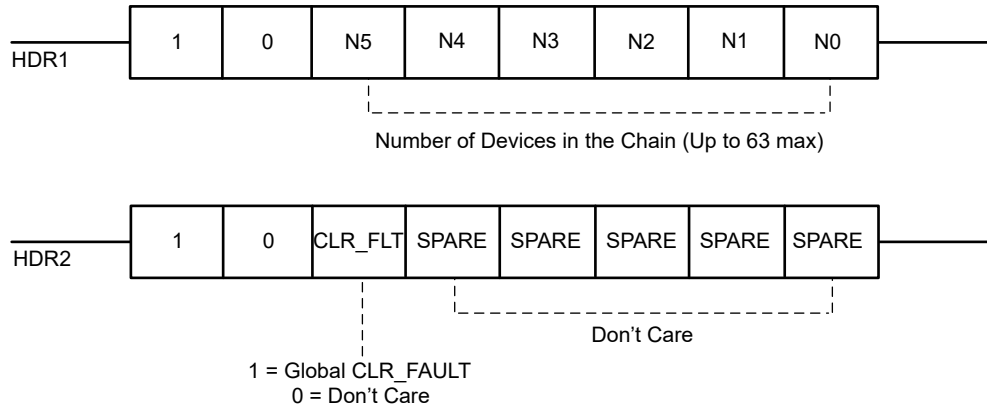 1 0 N5 N4 N3 N2 N1 N0
HDR1
Number of Devices in the Chain (Up to 63 max)
1 0 CLR_FLT SPARE SPARE SPARE SPARE SPARE
HDR2
Don’t Care
1 = Global CLR_FAULT
0 = Don’t Care